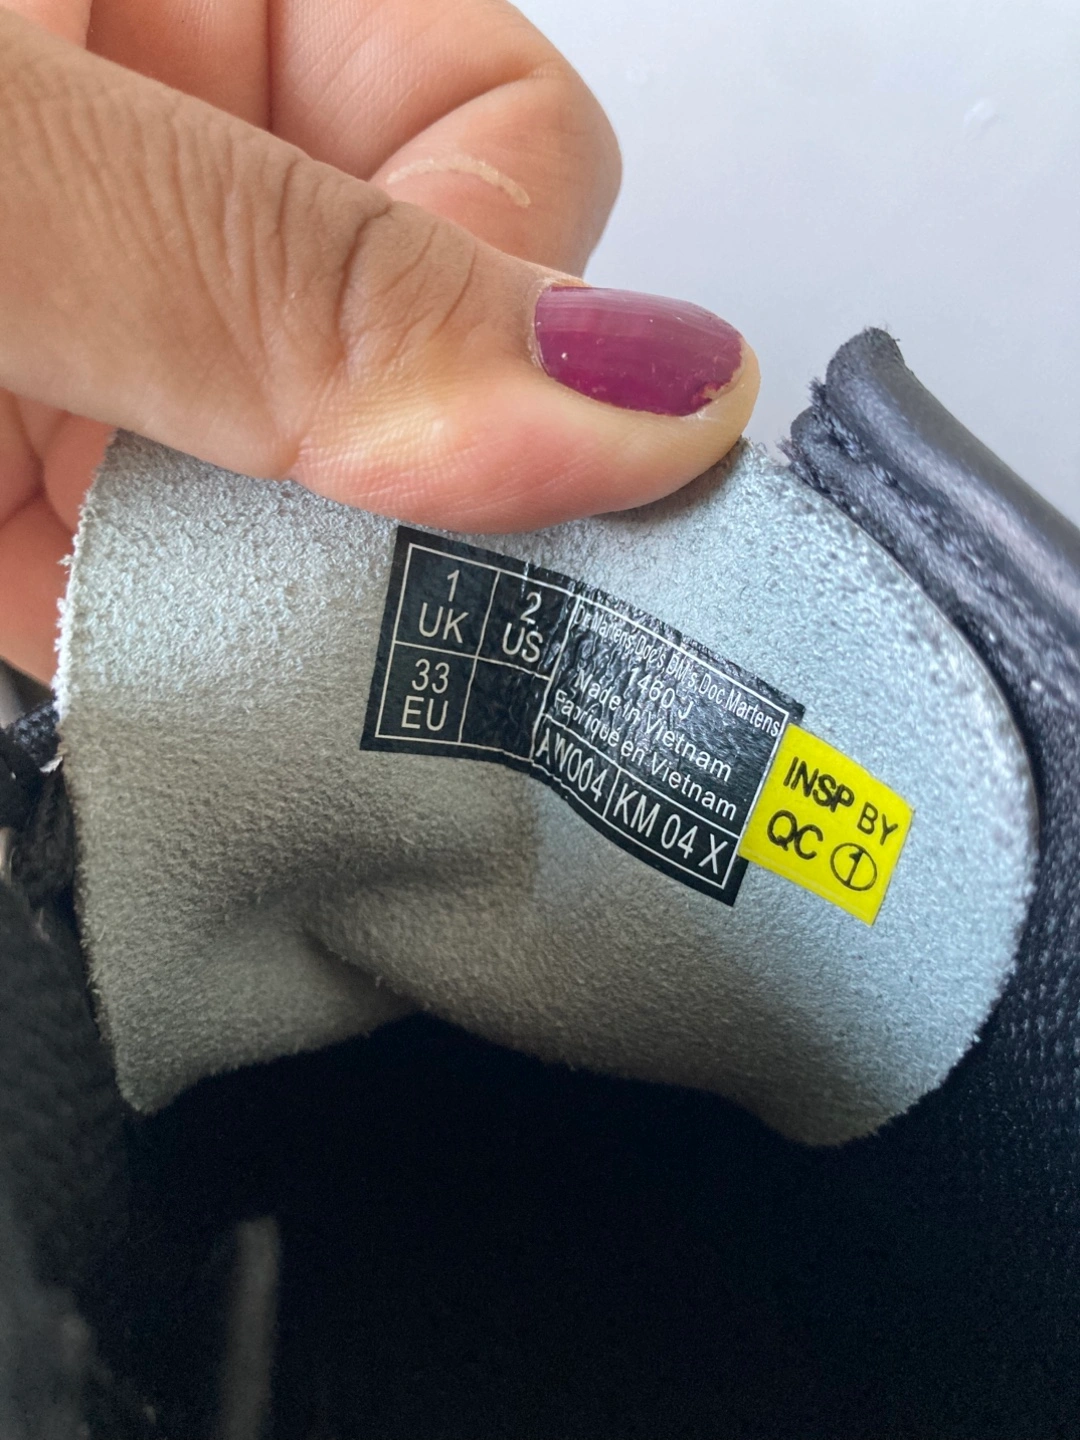 1
UK
2
US
33
EU
Dr.Martens, Doc's, DM's, Doc Martens
1460 J
Made in Vietnam
Fabriqué en Vietnam
AW004
KM 04 X
INSP BY
QC ①